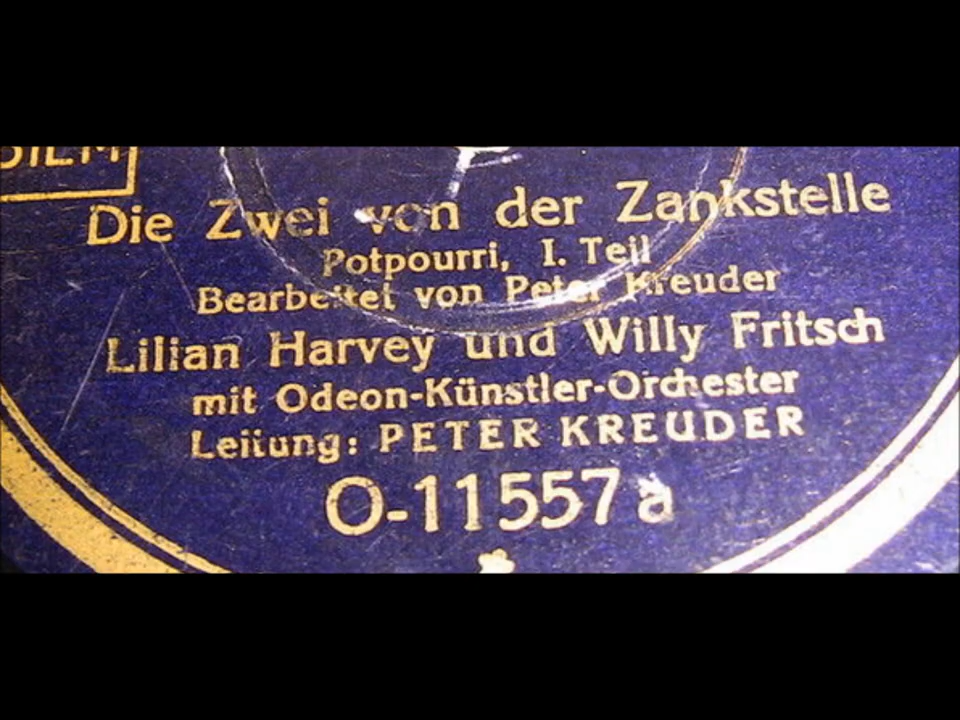 Die Zwei von der Zankstelle
Potpourri, I. Teil
Bearbeitet von Peter Kreuder
Lilian Harvey und Willy Fritsch
mit Odeon-Künstler-Orchester
Leitung: PETER KREUDER
O-11557 a